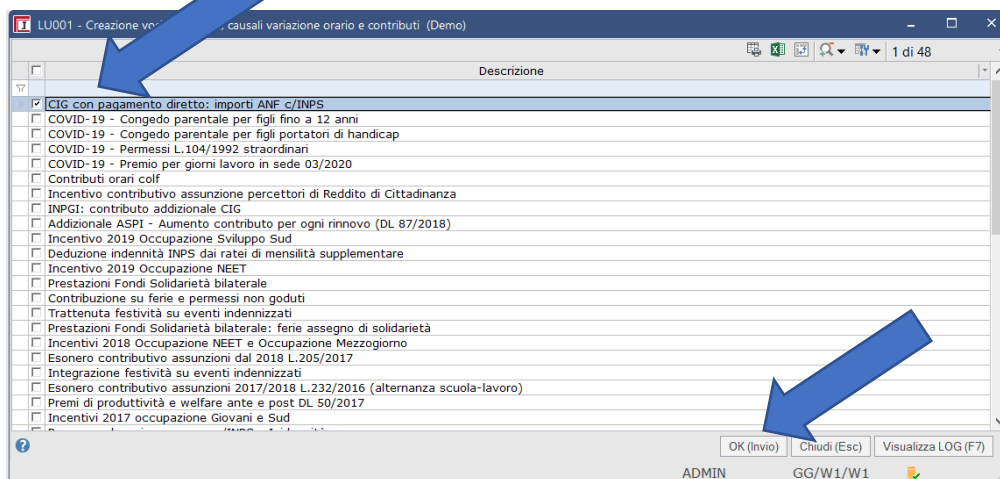 LU001 - Creazione causali variazione orario e contributi (Demo)
1 di 48
Descrizione
CIG con pagamento diretto: importi ANF c/INPS
COVID-19 - Congedo parentale per figli fino a 12 anni
COVID-19 - Congedo parentale per figli portatori di handicap
COVID-19 - Permessi L.104/1992 straordinari
COVID-19 - Premio per giorni lavoro in sede 03/2020
Contributi orari colf
Incentivo contributivo assunzione percettori di Reddito di Cittadinanza
INPGI: contributo addizionale CIG
Addizionale ASPI - Aumento contributo per ogni rinnovo (DL 87/2018)
Incentivo 2019 Occupazione Sviluppo Sud
Deduzione indennità INPS dai ratei di mensilità supplementare
Incentivo 2019 Occupazione NEET
Prestazioni Fondi Solidarietà bilaterale
Contribuzione su ferie e permessi non goduti
Trattenuta festività su eventi indennizzati
Prestazioni Fondi Solidarietà bilaterale: ferie assegno di solidarietà
Incentivi 2018 Occupazione NEET e Occupazione Mezzogiorno
Esonero contributivo assunzioni dal 2018 L.205/2017
Integrazione festività su eventi indennizzati
Esonero contributivo assunzioni 2017/2018 L.232/2016 (alternanza scuola-lavoro)
Premi di produttività e welfare ante e post DL 50/2017
Incentivi 2017 occupazione Giovani e Sud
OK (Invio) Chiudi (Esc) Visualizza LOG (F7)
ADMIN GG/W1/W1